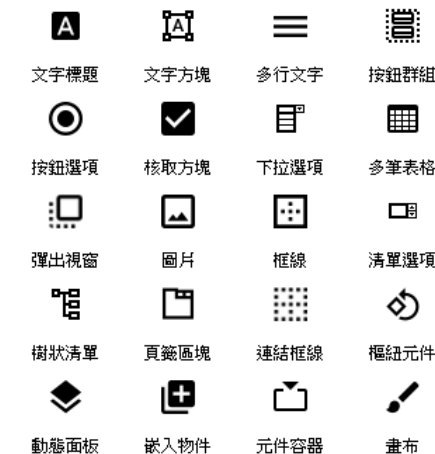 文字標題 文字方塊 多行文字 按鈕群組
按鈕選項 核取方塊 下拉選項 多筆表格
彈出視窗 圖片 框線 清單選項
樹狀清單 頁籤區塊 連結框線 樞紐元件
動態面板 嵌入物件 元件容器 畫布